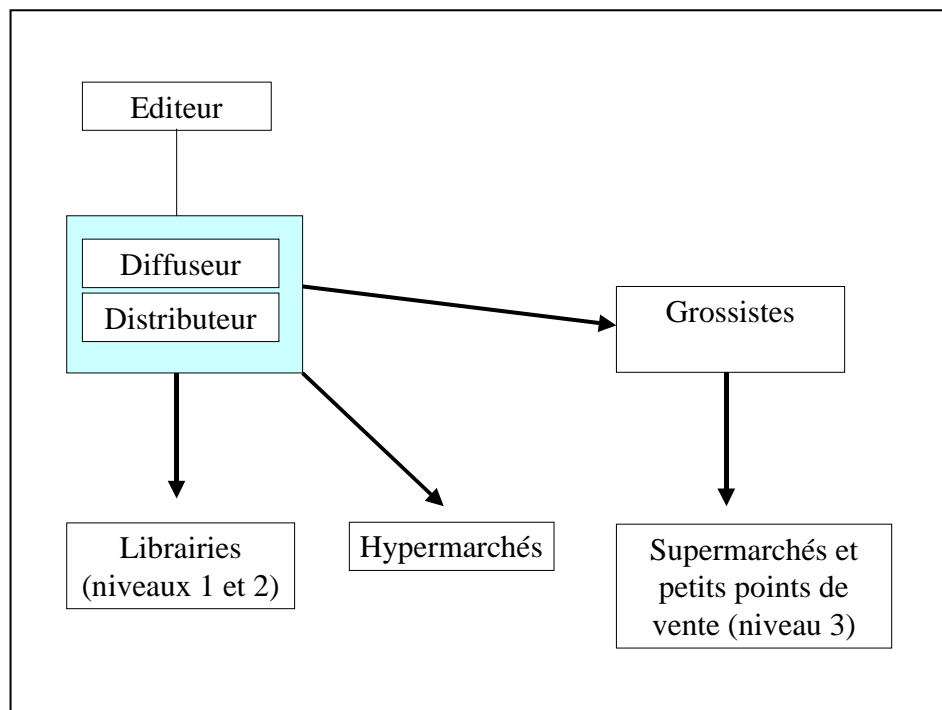 Editeur
Diffuseur
Distributeur
Grossistes
Librairies
(niveaux 1 et 2)
Hypermarchés
Supermarchés et
petits points de
vente (niveau 3)